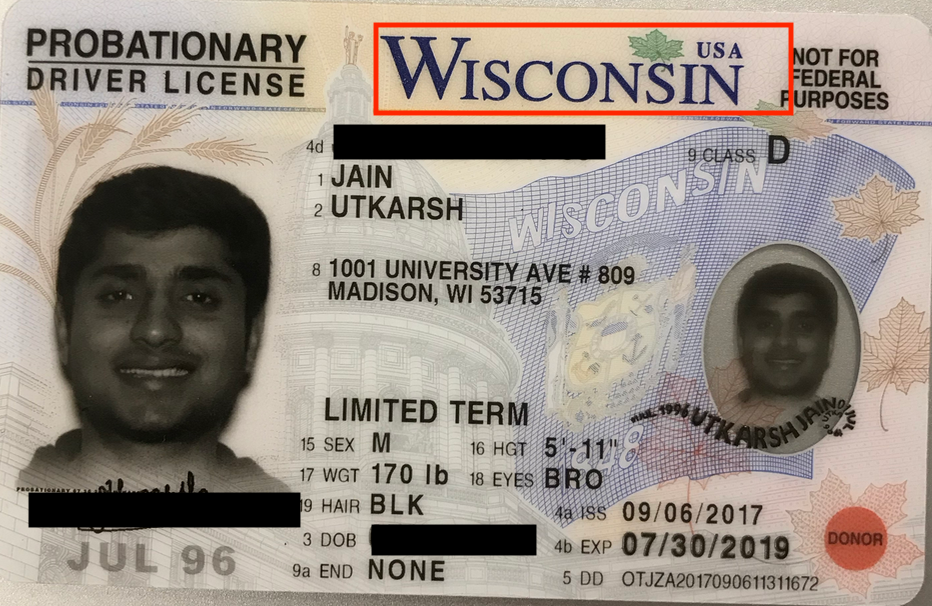 PROBATIONARY
DRIVER LICENSE
WISCONSIN USA
NOT FOR
FEDERAL
PURPOSES
4d
9 CLASS D
1 JAIN
2 UTKARSH
WISCONSIN
8 1001 UNIVERSITY AVE # 809
MADISON, WI 53715
LIMITED TERM
UTKARSH JAIN
15 SEX M
16 HGT 5'-11"
17 WGT 170 lb
18 EYES BRO
1848
19 HAIR BLK
4a ISS 09/06/2017
3 DOB
4b EXP 07/30/2019
DONOR
JUL 96
9a END NONE
5 DD OTJZA2017090611311672